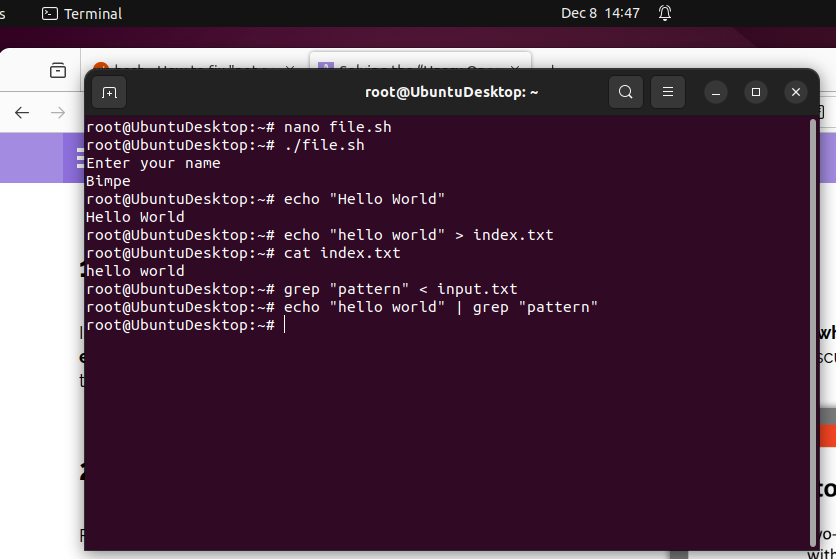 Terminal
Dec 8 14:47
root@UbuntuDesktop: ~
root@UbuntuDesktop:~# nano file.sh
root@UbuntuDesktop:~# ./file.sh
Enter your name
Bimpe
root@UbuntuDesktop:~# echo "Hello World"
Hello World
root@UbuntuDesktop:~# echo "hello world" > index.txt
root@UbuntuDesktop:~# cat index.txt
hello world
root@UbuntuDesktop:~# grep "pattern" < input.txt
root@UbuntuDesktop:~# echo "hello world" | grep "pattern"
root@UbuntuDesktop:~#